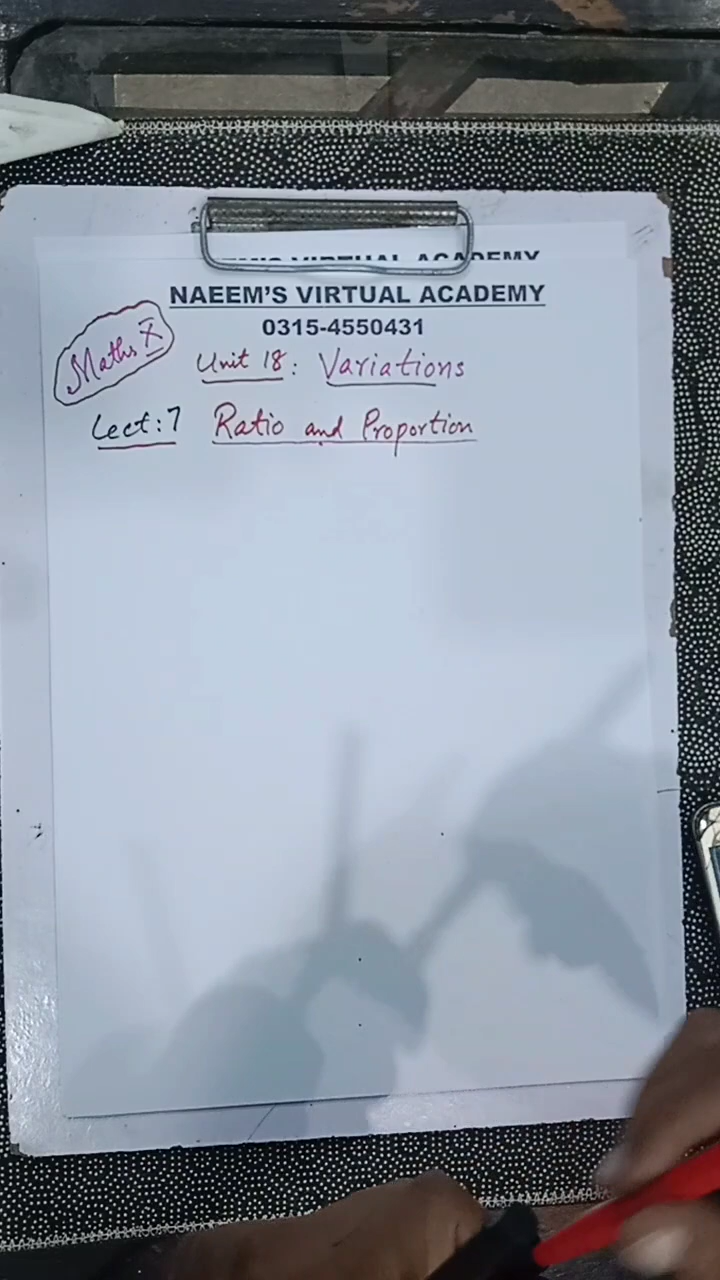 NAEEM'S VIRTUAL ACADEMY
0315-4550431
Maths X
Unit 18: Variations
Lect:7 Ratio and Proportion